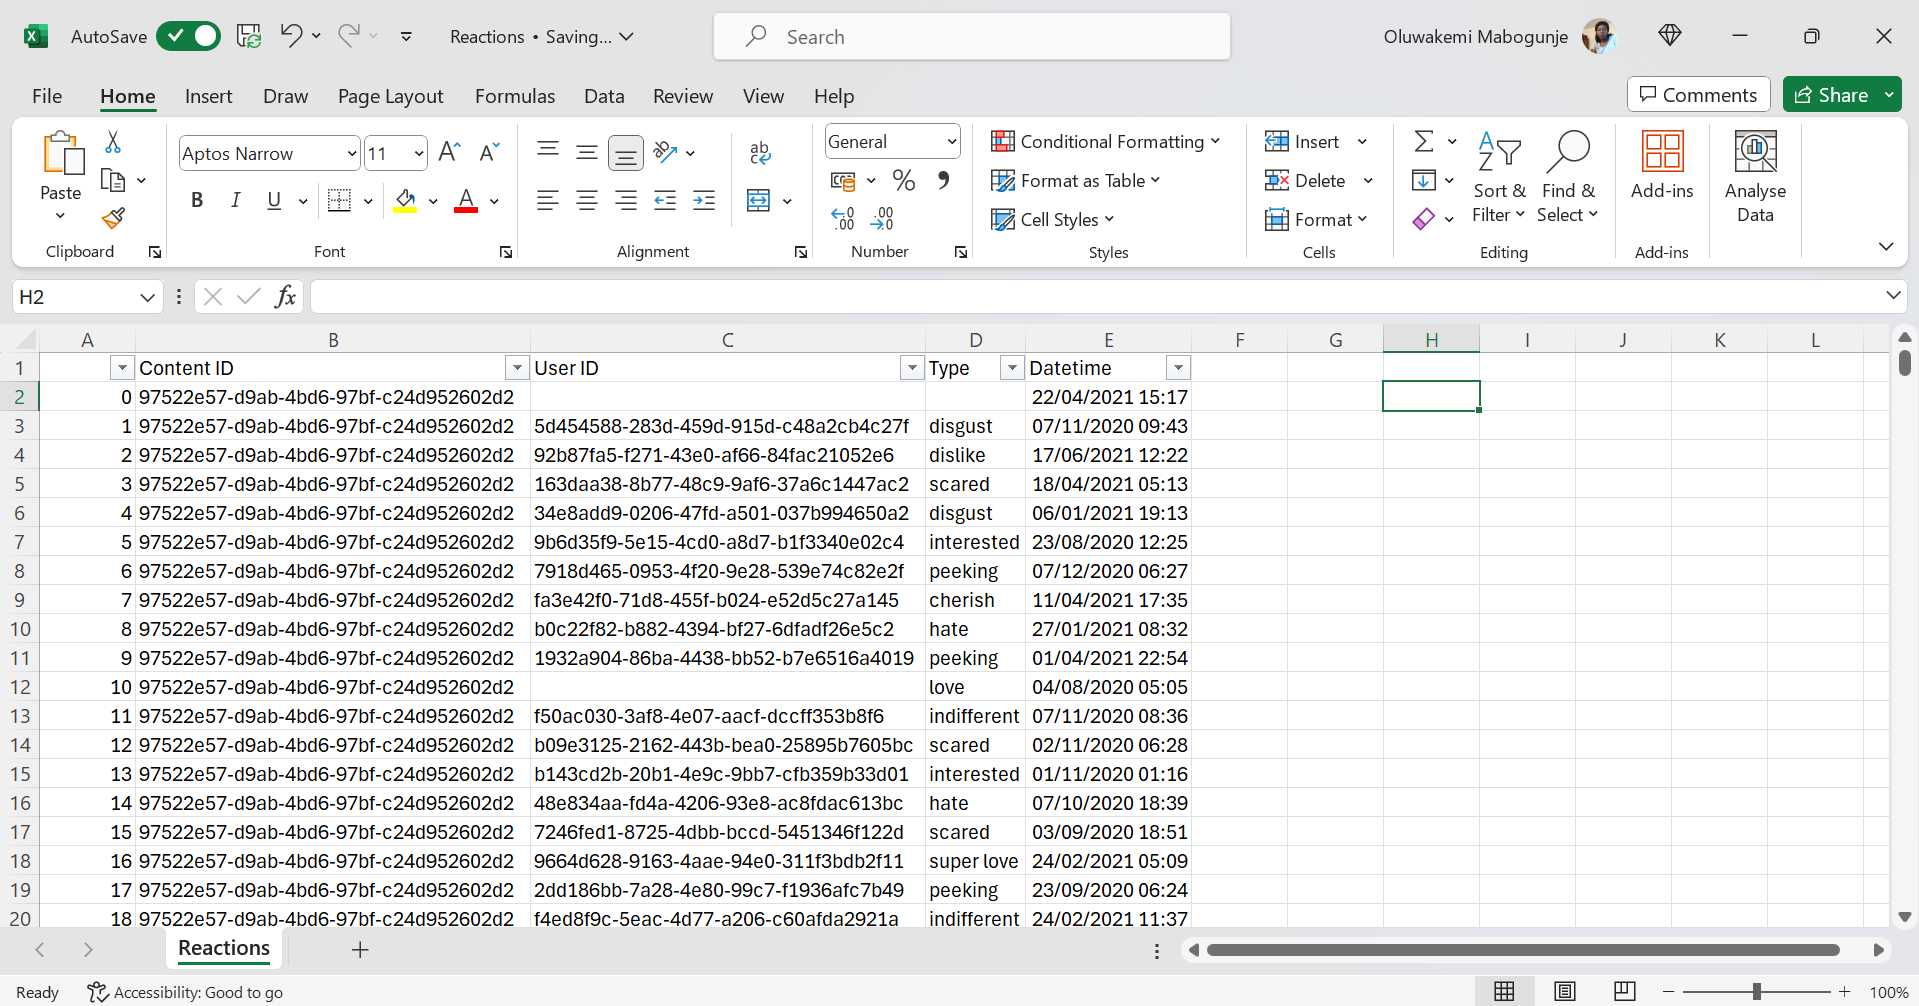 AutoSave Reactions • Saving... Search Oluwakemi Mabogunje
File Home Insert Draw Page Layout Formulas Data Review View Help Comments Share
Paste
Clipboard
Aptos Narrow 11
B I U
Font
ab
Alignment
General
%
Number
Conditional Formatting
Format as Table
Cell Styles
Styles
Insert
Delete
Format
Cells
Sort & Filter
Find & Select
Editing
Add-ins
Add-ins
Analyse Data
H2 fx
A B C D E F G H I J K L
1 Content ID User ID Type Datetime
2 0 97522e57-d9ab-4bd6-97bf-c24d952602d2 22/04/2021 15:17
3 1 97522e57-d9ab-4bd6-97bf-c24d952602d2 5d454588-283d-459d-915d-c48a2cb4c27f disgust 07/11/2020 09:43
4 2 97522e57-d9ab-4bd6-97bf-c24d952602d2 92b87fa5-f271-43e0-af66-84fac21052e6 dislike 17/06/2021 12:22
5 3 97522e57-d9ab-4bd6-97bf-c24d952602d2 163daa38-8b77-48c9-9af6-37a6c1447ac2 scared 18/04/2021 05:13
6 4 97522e57-d9ab-4bd6-97bf-c24d952602d2 34e8add9-0206-47fd-a501-037b994650a2 disgust 06/01/2021 19:13
7 5 97522e57-d9ab-4bd6-97bf-c24d952602d2 9b6d35f9-5e15-4cd0-a8d7-b1f3340e02c4 interested 23/08/2020 12:25
8 6 97522e57-d9ab-4bd6-97bf-c24d952602d2 7918d465-0953-4f20-9e28-539e74c82e2f peeking 07/12/2020 06:27
9 7 97522e57-d9ab-4bd6-97bf-c24d952602d2 fa3e42f0-71d8-455f-b024-e52d5c27a145 cherish 11/04/2021 17:35
10 8 97522e57-d9ab-4bd6-97bf-c24d952602d2 b0c22f82-b882-4394-bf27-6dfadf26e5c2 hate 27/01/2021 08:32
11 9 97522e57-d9ab-4bd6-97bf-c24d952602d2 1932a904-86ba-4438-bb52-b7e6516a4019 peeking 01/04/2021 22:54
12 10 97522e57-d9ab-4bd6-97bf-c24d952602d2 love 04/08/2020 05:05
13 11 97522e57-d9ab-4bd6-97bf-c24d952602d2 f50ac030-3af8-4e07-aacf-dccff353b8f6 indifferent 07/11/2020 08:36
14 12 97522e57-d9ab-4bd6-97bf-c24d952602d2 b09e3125-2162-443b-bea0-25895b7605bc scared 02/11/2020 06:28
15 13 97522e57-d9ab-4bd6-97bf-c24d952602d2 b143cd2b-20b1-4e9c-9bb7-cfb359b33d01 interested 01/11/2020 01:16
16 14 97522e57-d9ab-4bd6-97bf-c24d952602d2 48e834aa-fd4a-4206-93e8-ac8fdac613bc hate 07/10/2020 18:39
17 15 97522e57-d9ab-4bd6-97bf-c24d952602d2 7246fed1-8725-4dbb-bccd-5451346f122d scared 03/09/2020 18:51
18 16 97522e57-d9ab-4bd6-97bf-c24d952602d2 9664d628-9163-4aae-94e0-311f3bdb2f11 super love 24/02/2021 05:09
19 17 97522e57-d9ab-4bd6-97bf-c24d952602d2 2dd186bb-7a28-4e80-99c7-f1936afc7b49 peeking 23/09/2020 06:24
20 18 97522e57-d9ab-4bd6-97bf-c24d952602d2 f4ed8f9c-5eac-4d77-a206-c60afda2921a indifferent 24/02/2021 11:37
Reactions
Ready Accessibility: Good to go 100%